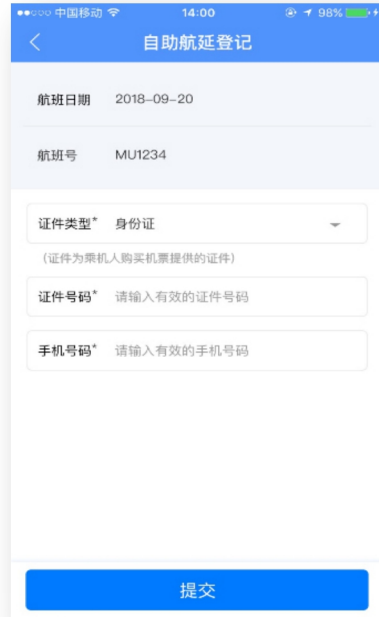 中国移动 14:00 98%
自助航延登记
航班日期 2018-09-20
航班号 MU1234
证件类型* 身份证
(证件为乘机人购买机票提供的证件)
证件号码* 请输入有效的证件号码
手机号码* 请输入有效的手机号码
提交